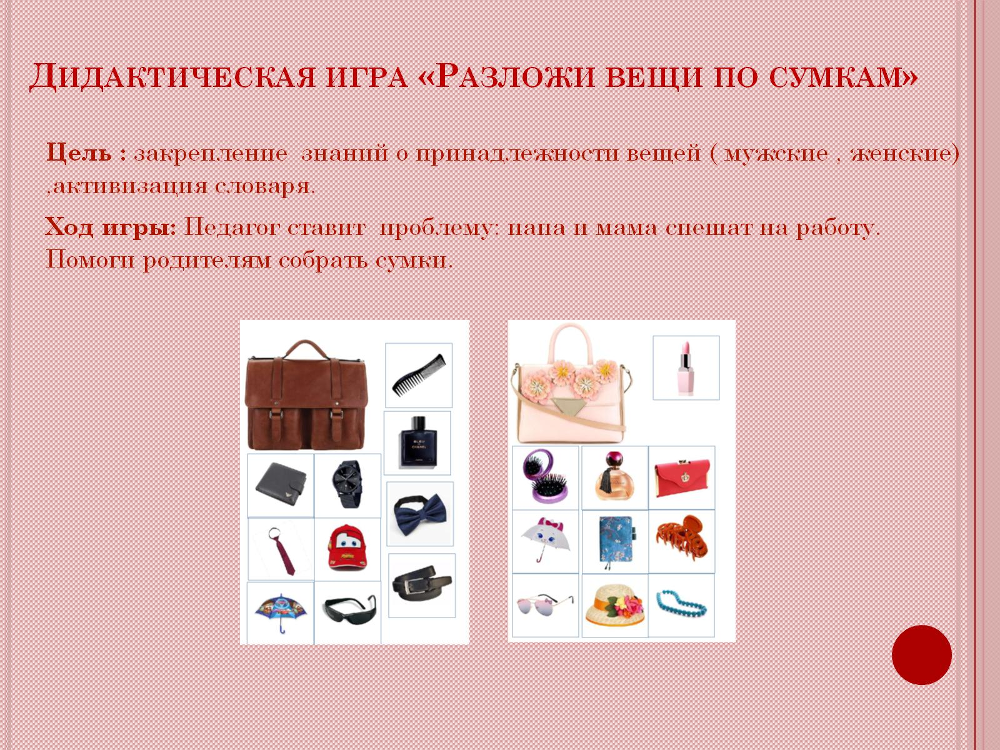 Дидактическая игра «Разложи вещи по сумкам»
Цель : закрепление знаний о принадлежности вещей ( мужские , женские)
,активизация словаря.
Ход игры: Педагог ставит проблему: папа и мама спешат на работу.
Помоги родителям собрать сумки.
BLEU
CHANEL